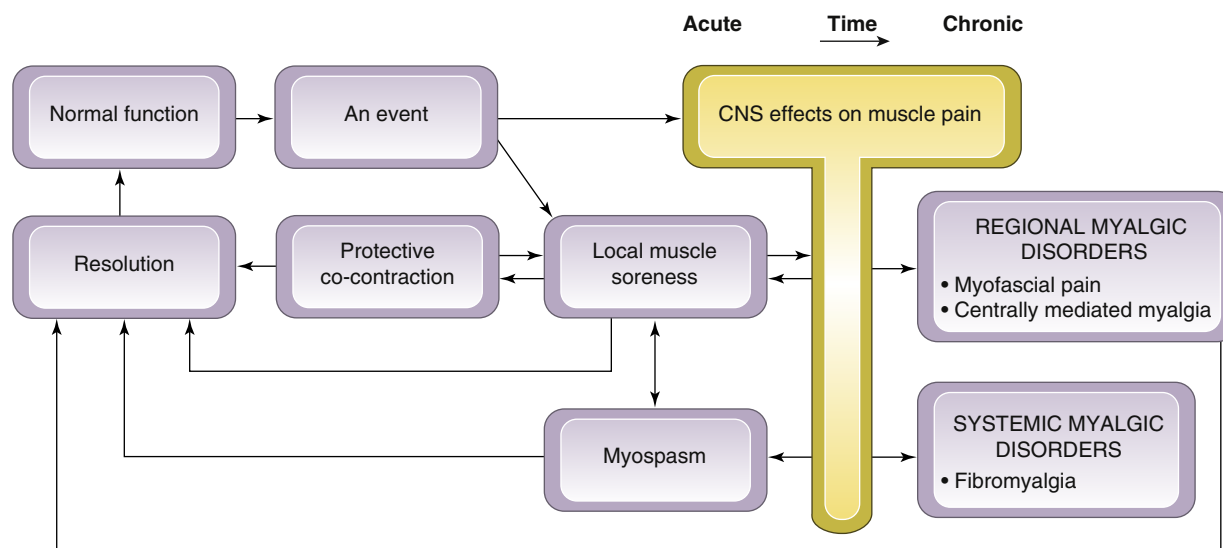 Acute Time Chronic
Normal function
An event
CNS effects on muscle pain
Resolution
Protective
co-contraction
Local muscle
soreness
REGIONAL MYALGIC
DISORDERS
• Myofascial pain
• Centrally mediated myalgia
Myospasm
SYSTEMIC MYALGIC
DISORDERS
• Fibromyalgia